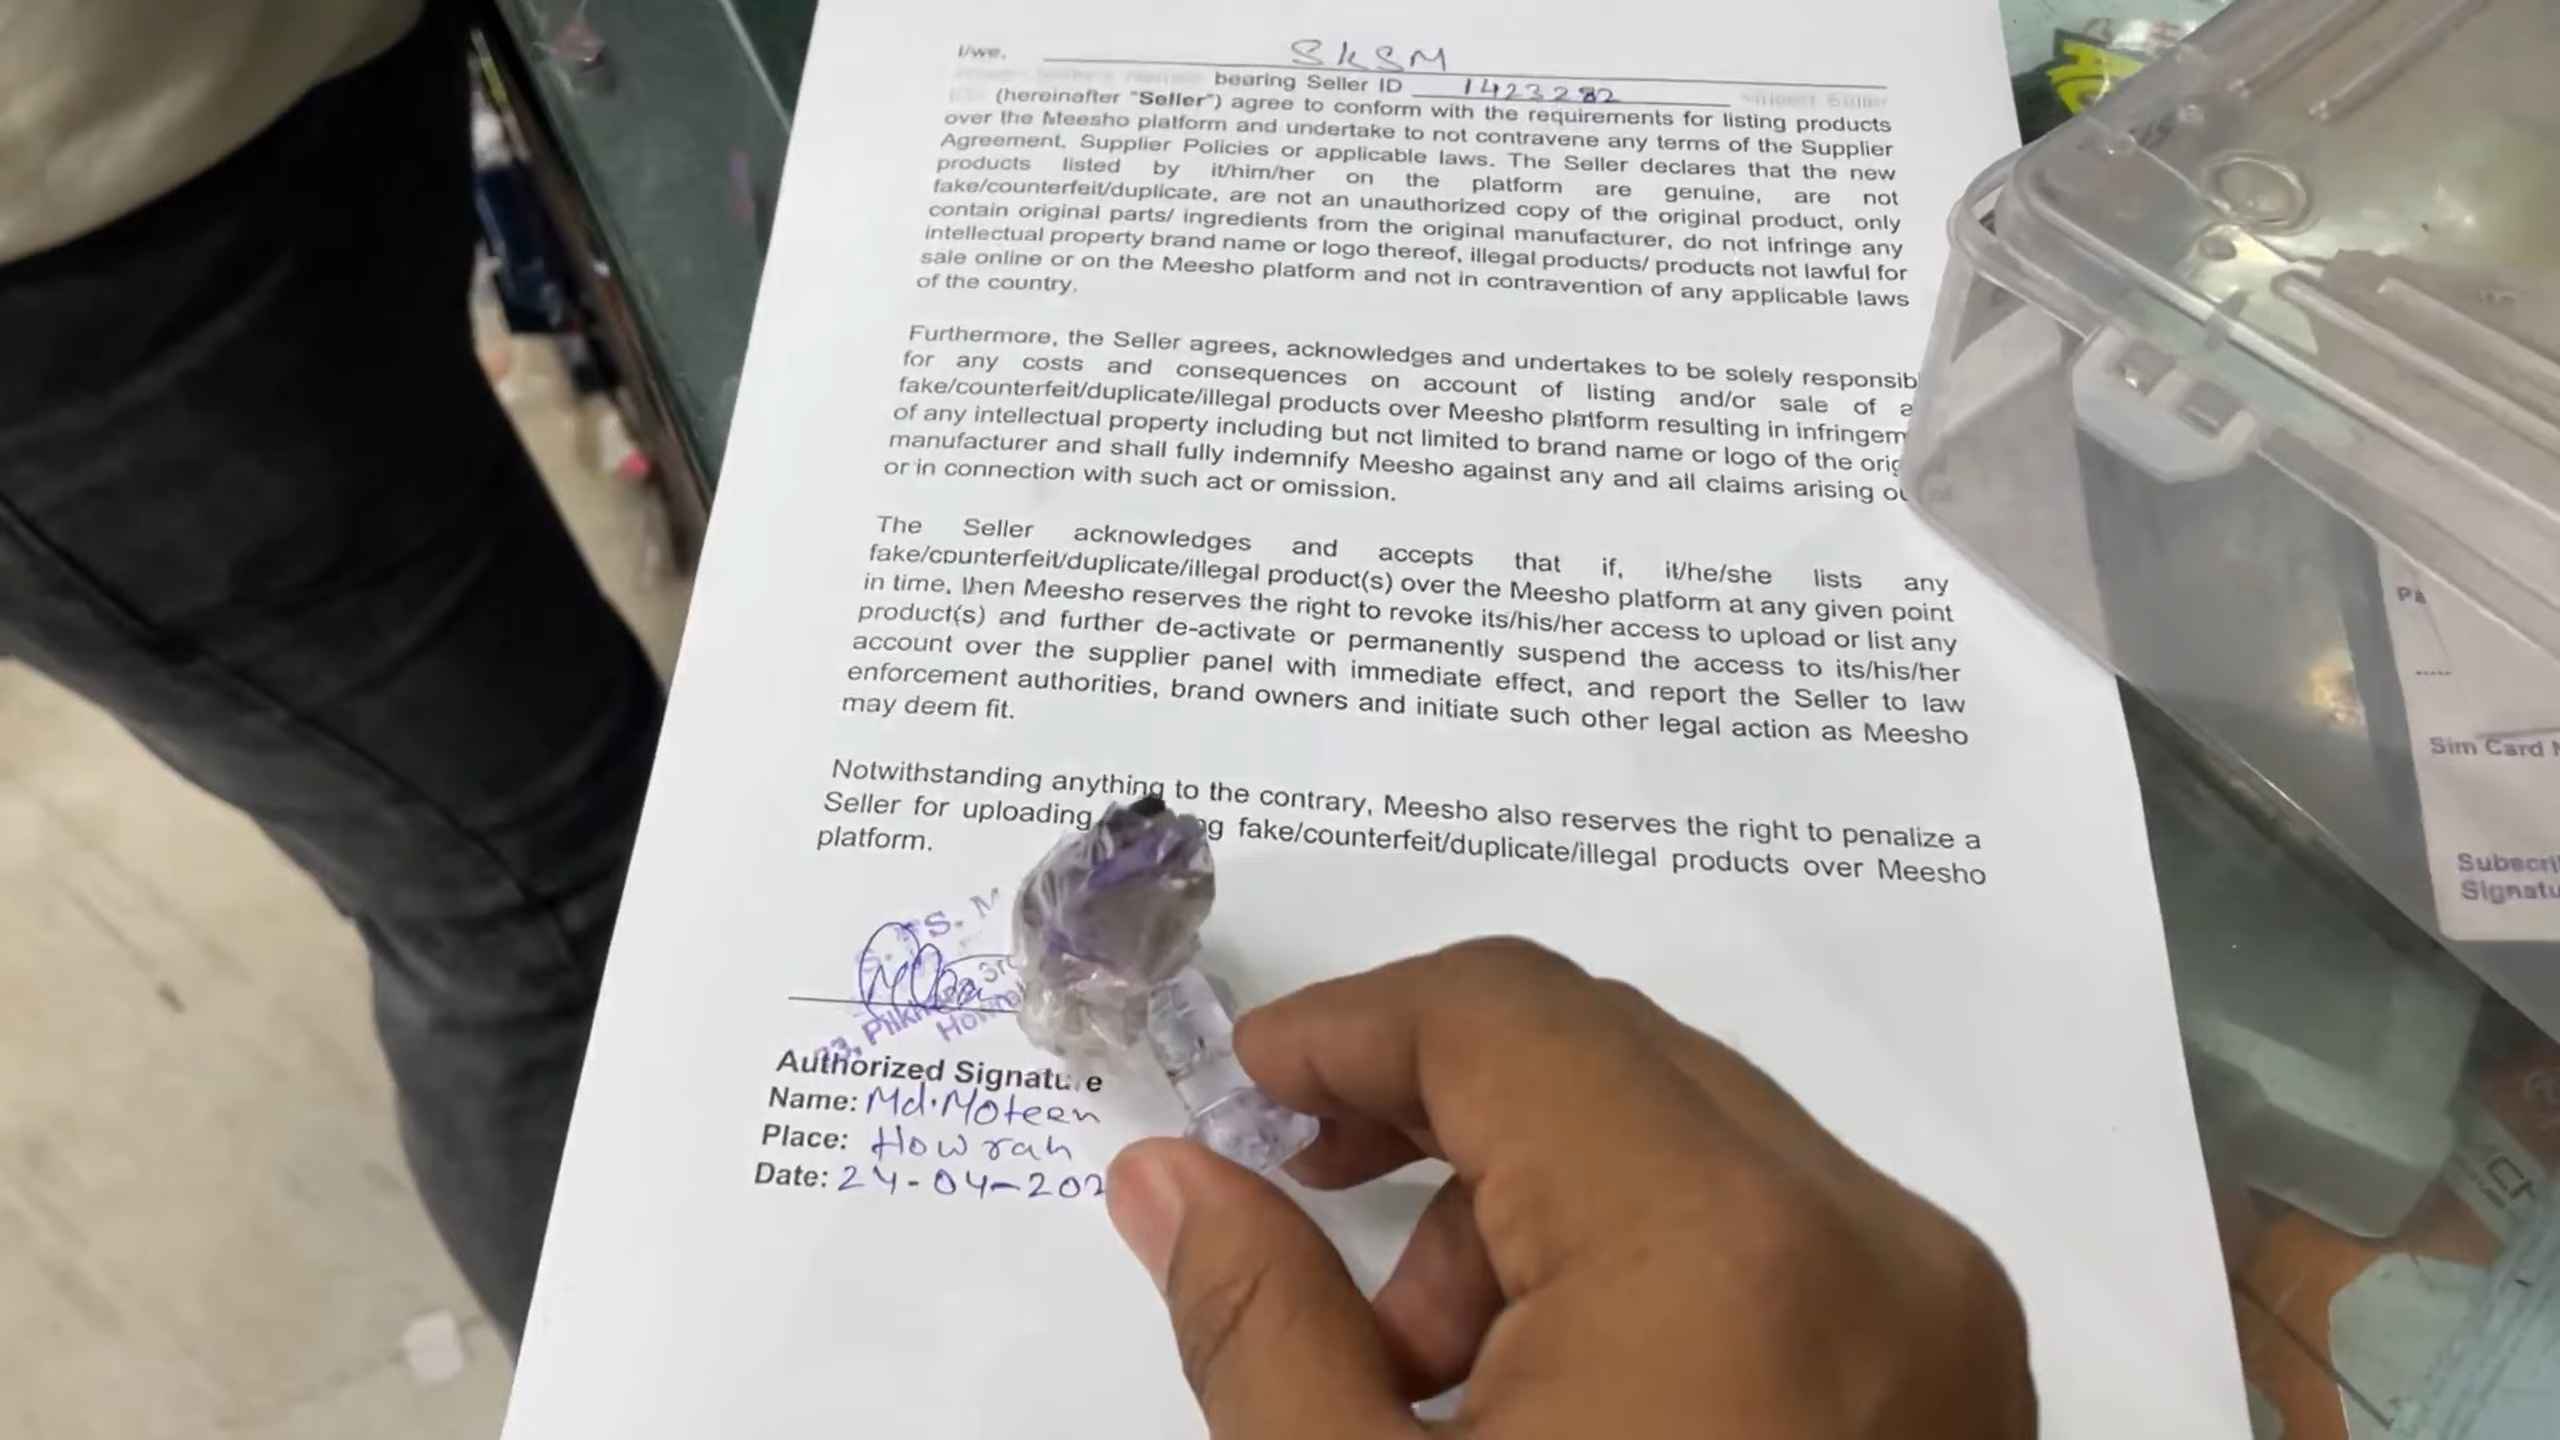 I/we, SKSM
bearing Seller ID 1423282
(hereinafter "Seller") agree to conform with the requirements for listing products
over the Meesho platform and undertake to not contravene any terms of the Supplier
Agreement, Supplier Policies or applicable laws. The Seller declares that the new
products listed by it/him/her on the platform are genuine, are not
fake/counterfeit/duplicate, are not an unauthorized copy of the original product, only
contain original parts/ ingredients from the original manufacturer, do not infringe any
intellectual property brand name or logo thereof, illegal products/ products not lawful for
sale online or on the Meesho platform and not in contravention of any applicable laws
of the country.
Furthermore, the Seller agrees, acknowledges and undertakes to be solely responsib
for any costs and consequences on account of listing and/or sale of a
fake/counterfeit/duplicate/illegal products over Meesho platform resulting in infringem
of any intellectual property including but not limited to brand name or logo of the orig
manufacturer and shall fully indemnify Meesho against any and all claims arising ou
or in connection with such act or omission.
The Seller acknowledges and accepts that if, it/he/she lists any
fake/counterfeit/duplicate/illegal product(s) over the Meesho platform at any given point
in time, then Meesho reserves the right to revoke its/his/her access to upload or list any
product(s) and further de-activate or permanently suspend the access to its/his/her
account over the supplier panel with immediate effect, and report the Seller to law
enforcement authorities, brand owners and initiate such other legal action as Meesho
may deem fit.
Notwithstanding anything to the contrary, Meesho also reserves the right to penalize a
Seller for uploading ng fake/counterfeit/duplicate/illegal products over Meesho
platform.
S. M
Authorized Signature
Name: Md. Moteen
Place: Howrah
Date: 24-04-202
Sim Card N
Subscri
Signatu